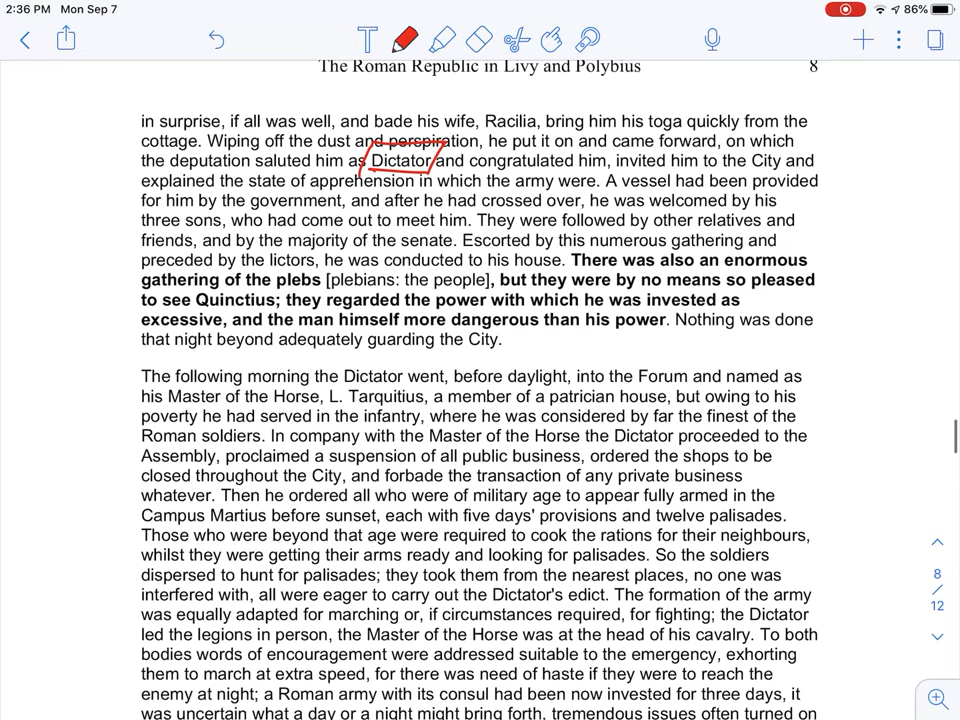 2:36 PM Mon Sep 7 86%
T
The Roman Republic in Livy and Polybius 8
in surprise, if all was well, and bade his wife, Racilia, bring him his toga quickly from the
cottage. Wiping off the dust and perspiration, he put it on and came forward, on which
the deputation saluted him as Dictator and congratulated him, invited him to the City and
explained the state of apprehension in which the army were. A vessel had been provided
for him by the government, and after he had crossed over, he was welcomed by his
three sons, who had come out to meet him. They were followed by other relatives and
friends, and by the majority of the senate. Escorted by this numerous gathering and
preceded by the lictors, he was conducted to his house. There was also an enormous
gathering of the plebs [plebians: the people], but they were by no means so pleased
to see Quinctius; they regarded the power with which he was invested as
excessive, and the man himself more dangerous than his power. Nothing was done
that night beyond adequately guarding the City.
The following morning the Dictator went, before daylight, into the Forum and named as
his Master of the Horse, L. Tarquitius, a member of a patrician house, but owing to his
poverty he had served in the infantry, where he was considered by far the finest of the
Roman soldiers. In company with the Master of the Horse the Dictator proceeded to the
Assembly, proclaimed a suspension of all public business, ordered the shops to be
closed throughout the City, and forbade the transaction of any private business
whatever. Then he ordered all who were of military age to appear fully armed in the
Campus Martius before sunset, each with five days' provisions and twelve palisades.
Those who were beyond that age were required to cook the rations for their neighbours,
whilst they were getting their arms ready and looking for palisades. So the soldiers
dispersed to hunt for palisades; they took them from the nearest places, no one was
interfered with, all were eager to carry out the Dictator's edict. The formation of the army
was equally adapted for marching or, if circumstances required, for fighting; the Dictator
led the legions in person, the Master of the Horse was at the head of his cavalry. To both
bodies words of encouragement were addressed suitable to the emergency, exhorting
them to march at extra speed, for there was need of haste if they were to reach the
enemy at night; a Roman army with its consul had been now invested for three days, it
was uncertain what a day or a night might bring forth, tremendous issues often turned on
8
/
12